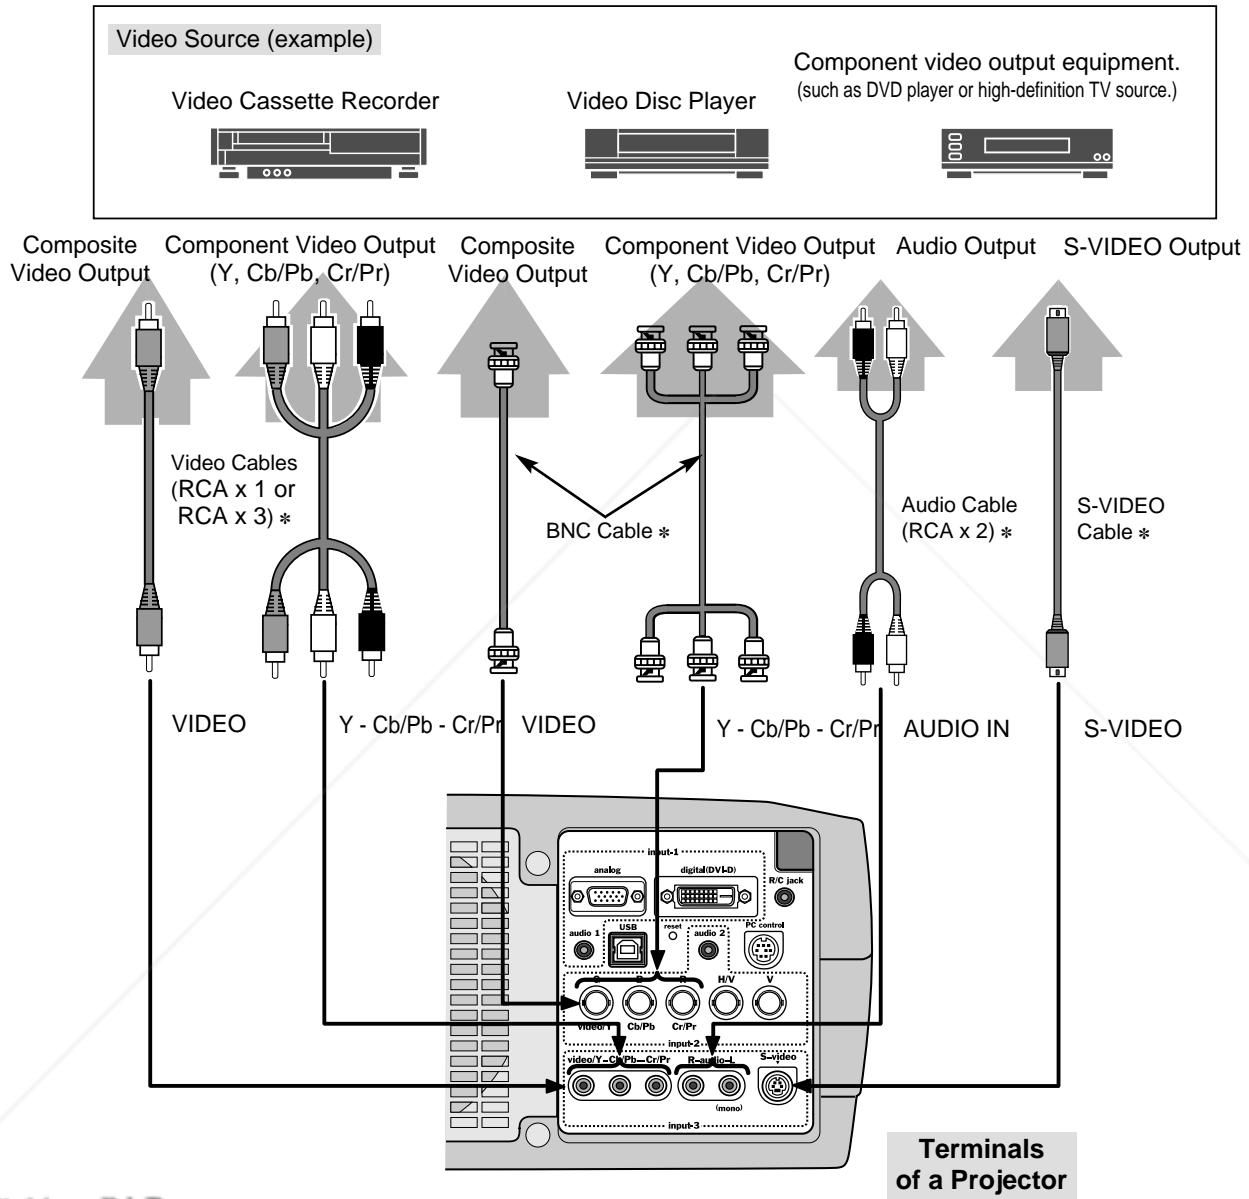 Video Source (example)
Component video output equipment.
(such as DVD player or high-definition TV source.)
Video Cassette Recorder
Video Disc Player
Composite
Video Output
Component Video Output
(Y, Cb/Pb, Cr/Pr)
Composite
Video Output
Component Video Output
(Y, Cb/Pb, Cr/Pr)
Audio Output
S-VIDEO Output
Video Cables
(RCA x 1 or
RCA x 3) *
BNC Cable *
Audio Cable
(RCA x 2) *
S-VIDEO
Cable *
VIDEO
Y - Cb/Pb - Cr/Pr
VIDEO
Y - Cb/Pb - Cr/Pr
AUDIO IN
S-VIDEO
input-1
analog
digital(DVI-D)
R/C jack
audio 1
USB
reset
audio 2
PC control
G
B
R
H/V
V
video/Y
Cb/Pb
Cr/Pr
input-2
video/Y–Cb/Pb–Cr/Pr
R–audio–L
S–video
(mono)
input-3
Terminals
of a Projector